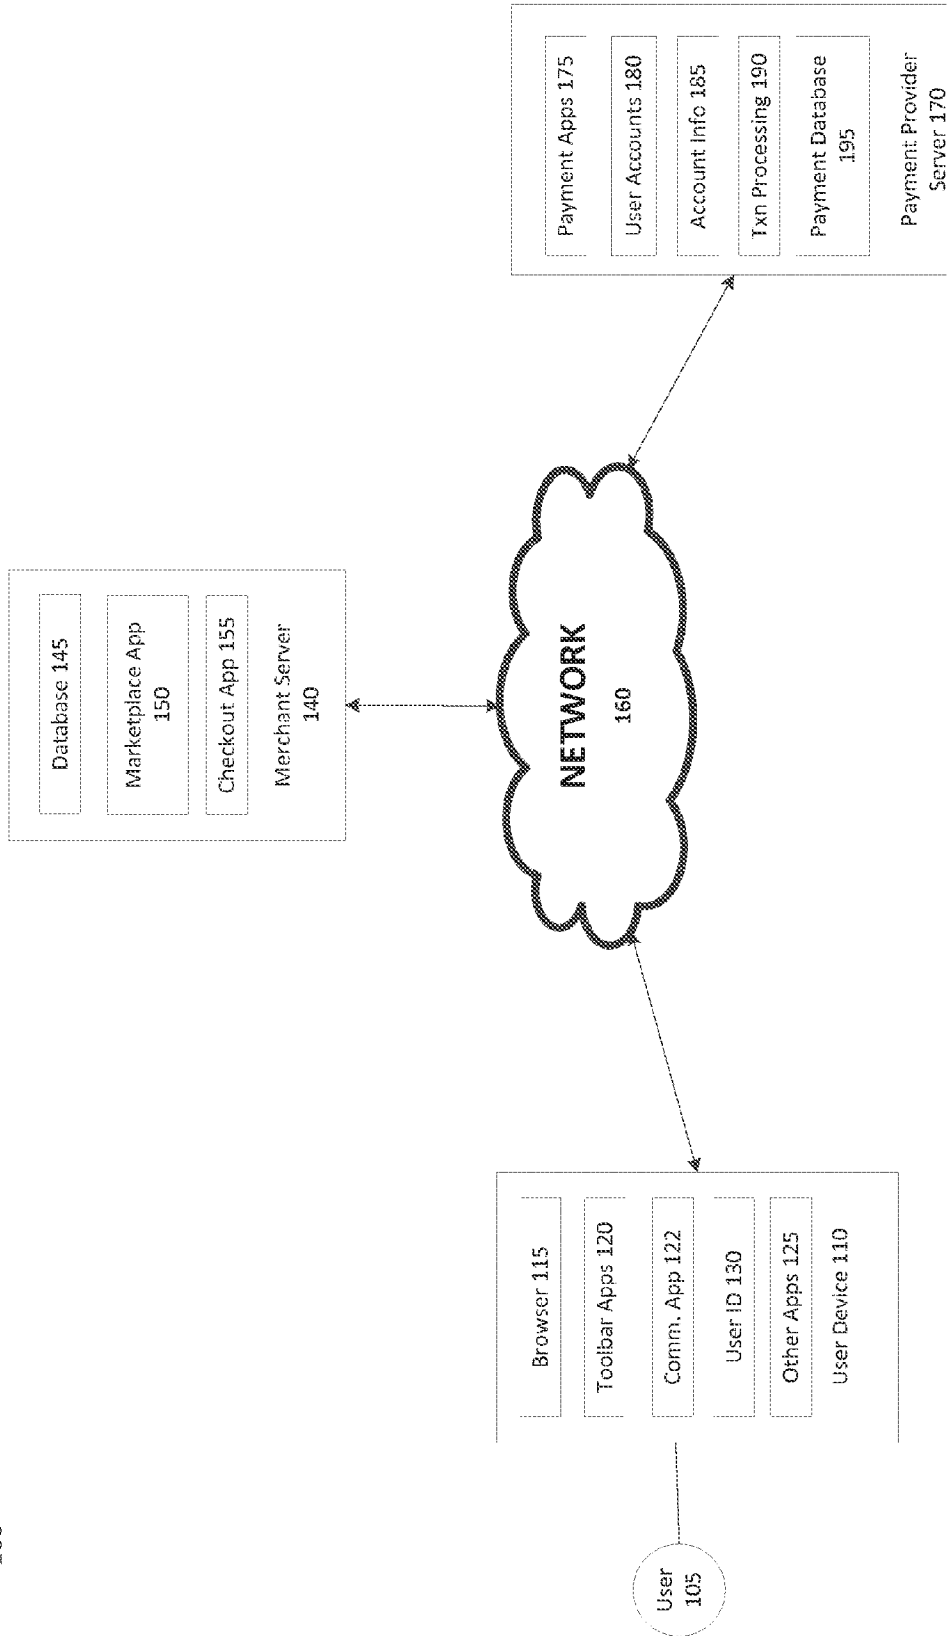 Database 145
Marketplace App
150
Checkout App 155
Merchant Server
140
NETWORK
160
User
105
Browser 115
Toolbar Apps 120
Comm. App 122
User ID 130
Other Apps 125
User Device 110
Payment Apps 175
User Accounts 180
Account Info 185
Txn Processing 190
Payment Database
195
Payment Provider
Server 170